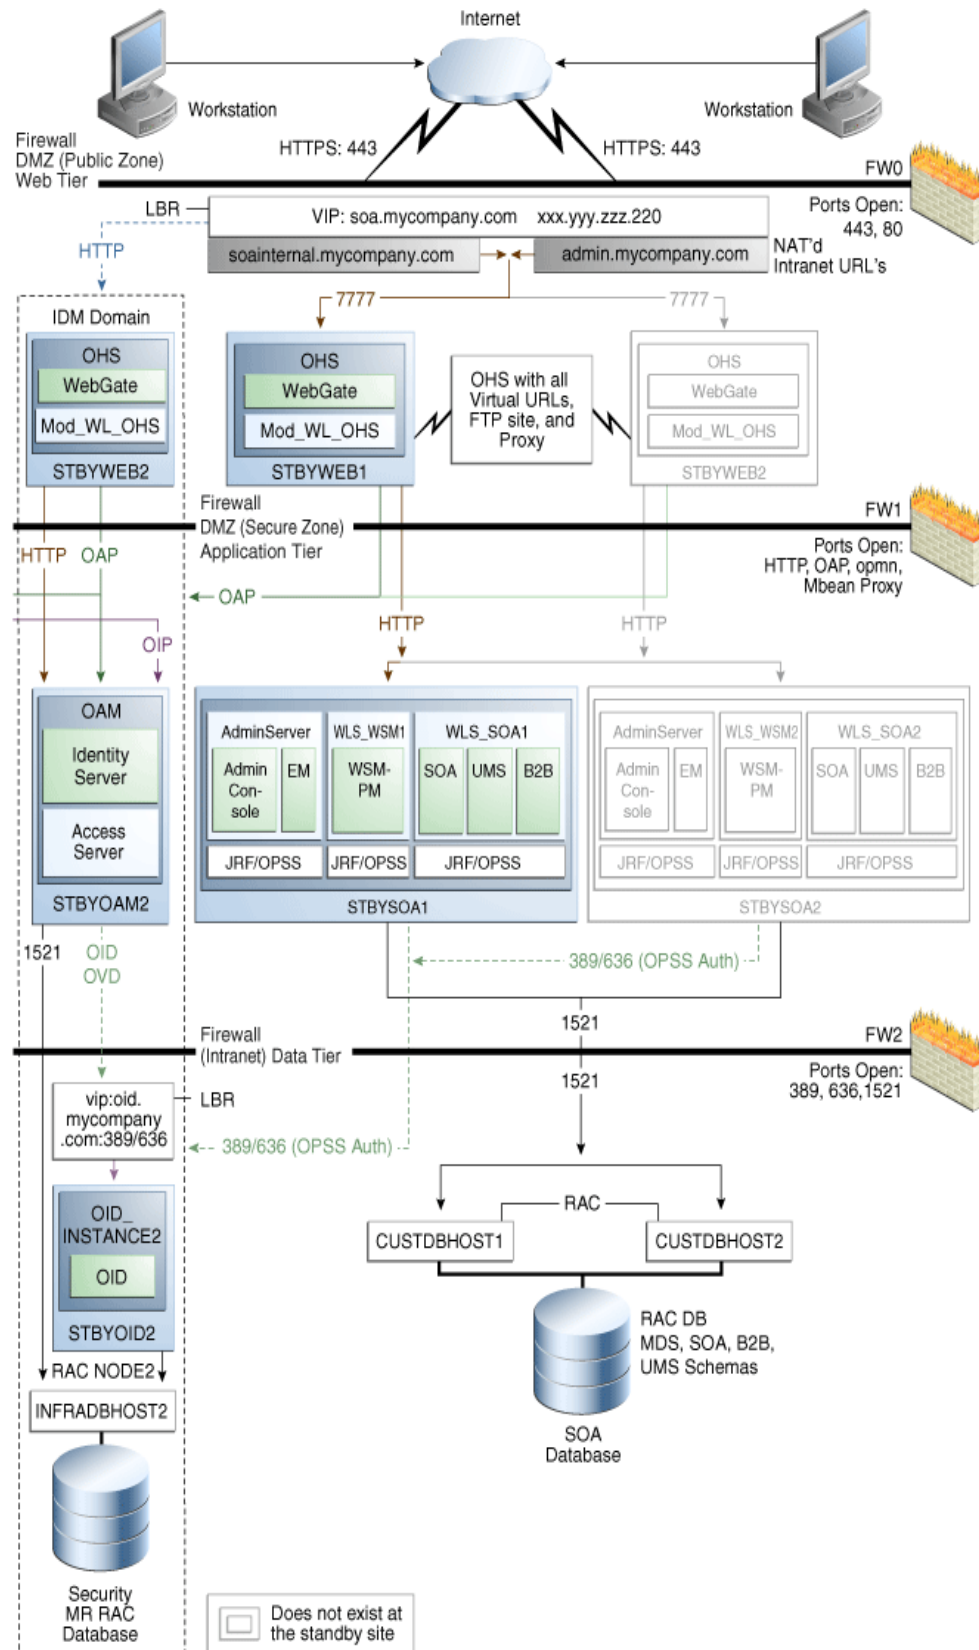 Internet
Workstation
Workstation
HTTPS: 443
HTTPS: 443
Firewall
DMZ (Public Zone)
Web Tier
FW0
Ports Open:
443, 80
LBR
VIP: soa.mycompany.com xxx.yyy.zzz.220
soainternal.mycompany.com
admin.mycompany.com
NAT'd
Intranet URL's
HTTP
7777
7777
IDM Domain
OHS
WebGate
Mod_WL_OHS
STBYWEB2
OHS
WebGate
Mod_WL_OHS
STBYWEB1
OHS with all
Virtual URLs,
FTP site, and
Proxy
OHS
WebGate
Mod_WL_OHS
STBYWEB2
Firewall
DMZ (Secure Zone)
Application Tier
FW1
Ports Open:
HTTP, OAP, opmn,
Mbean Proxy
HTTP
OAP
OAP
OIP
HTTP
HTTP
OAM
Identity
Server
Access
Server
STBYOAM2
AdminServer
Admin
Con-
sole
EM
WLS_WSM1
WSM-
PM
WLS_SOA1
SOA
UMS
B2B
JRF/OPSS
JRF/OPSS
JRF/OPSS
STBYSOA1
AdminServer
Admin
Con-
sole
EM
WLS_WSM2
WSM-
PM
WLS_SOA2
SOA
UMS
B2B
JRF/OPSS
JRF/OPSS
JRF/OPSS
STBYSOA2
1521
OID
OVD
389/636 (OPSS Auth)
1521
Firewall
(Intranet) Data Tier
FW2
Ports Open:
389, 636,1521
1521
vip:oid.
mycompany
.com:389/636
LBR
389/636 (OPSS Auth)
OID_
INSTANCE2
OID
STBYOID2
RAC
CUSTDBHOST1
CUSTDBHOST2
RAC DB
MDS, SOA, B2B,
UMS Schemas
SOA
Database
RAC NODE2
INFRADBHOST2
Security
MR RAC
Database
Does not exist at
the standby site